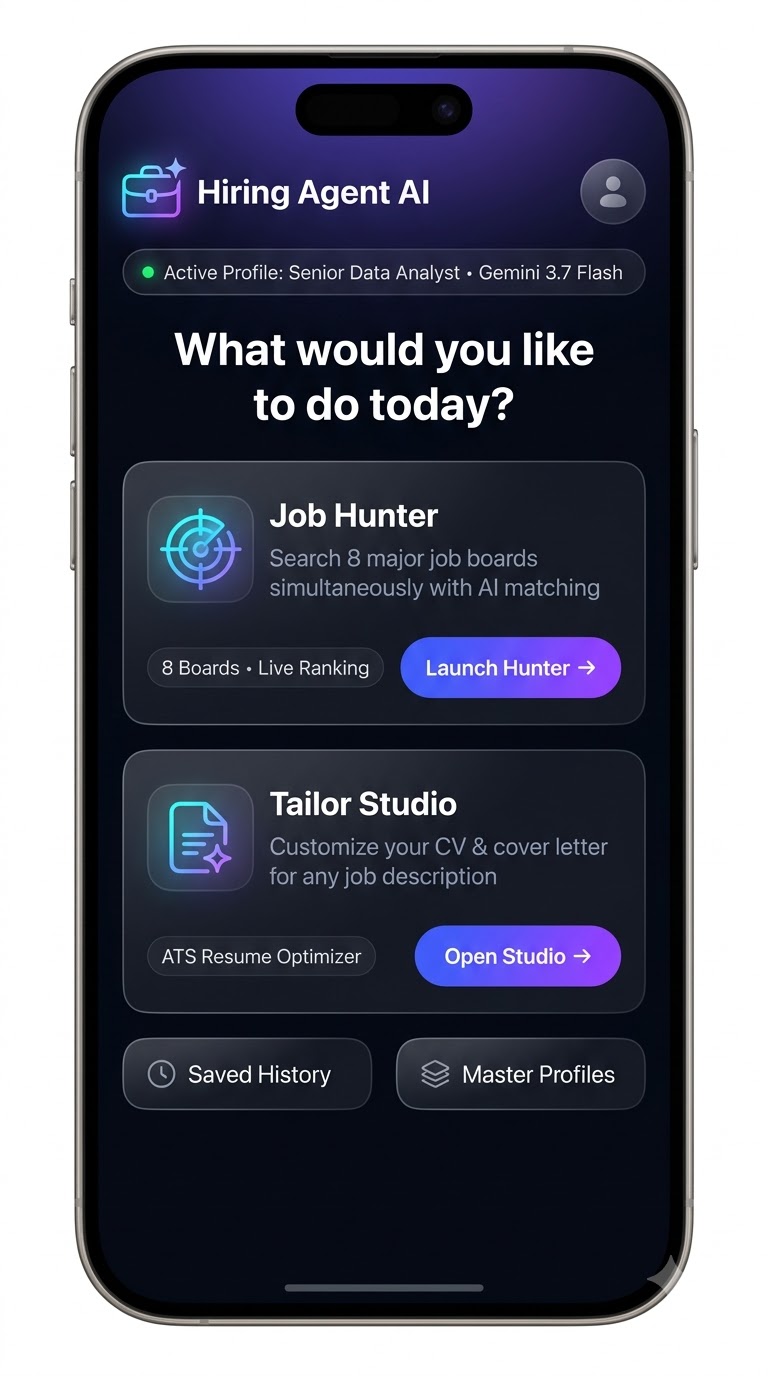 Hiring Agent AI
Active Profile: Senior Data Analyst • Gemini 3.7 Flash
What would you like
to do today?
Job Hunter
Search 8 major job boards
simultaneously with AI matching
8 Boards • Live Ranking
Launch Hunter →
Tailor Studio
Customize your CV & cover letter
for any job description
ATS Resume Optimizer
Open Studio →
Saved History
Master Profiles